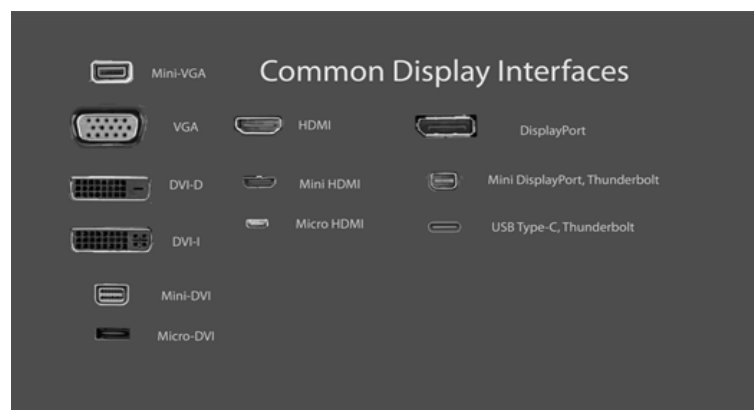 Common Display Interfaces
Mini-VGA
VGA
DVI-D
DVI-I
Mini-DVI
Micro-DVI
HDMI
Mini HDMI
Micro HDMI
DisplayPort
Mini DisplayPort, Thunderbolt
USB Type-C, Thunderbolt